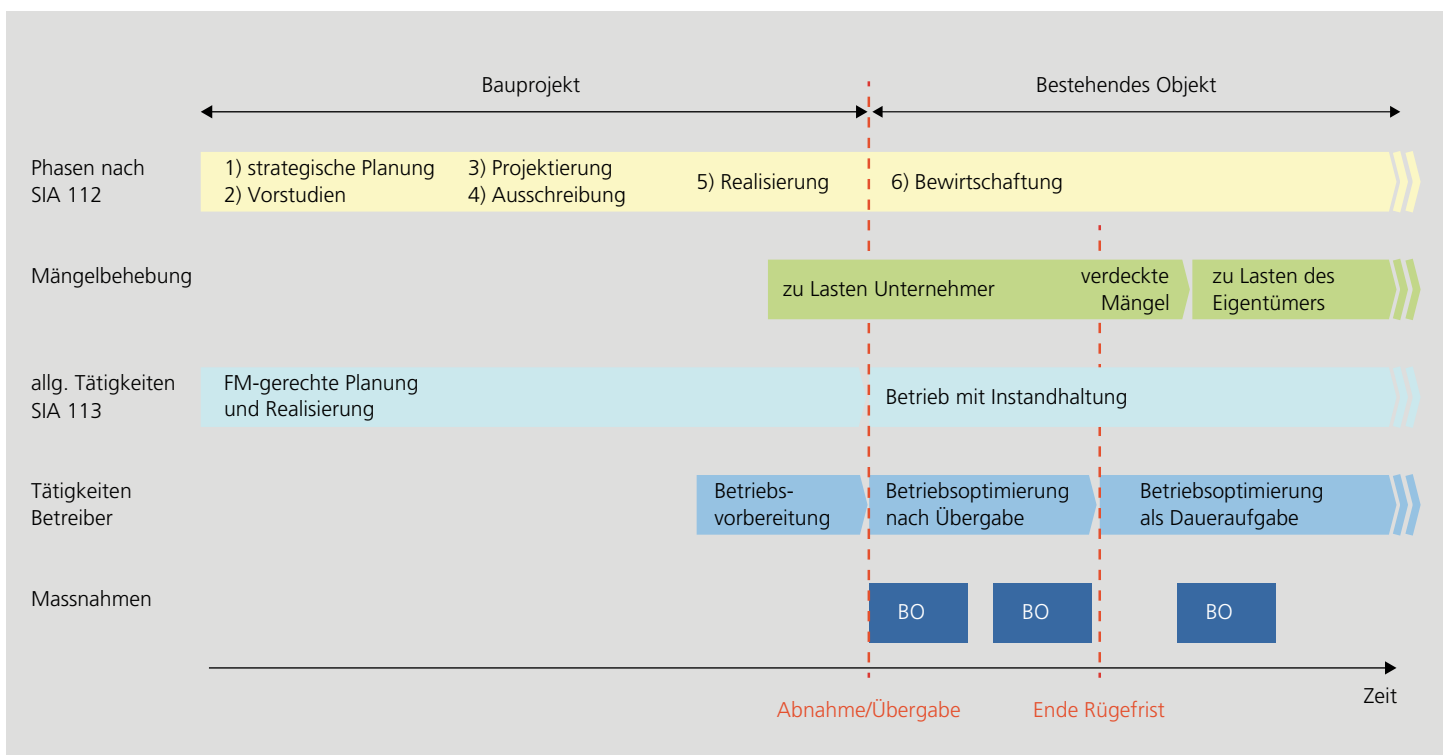 Bauprojekt
Bestehendes Objekt
Phasen nach
SIA 112
1) strategische Planung
2) Vorstudien
3) Projektierung
4) Ausschreibung
5) Realisierung
6) Bewirtschaftung
Mängelbehebung
zu Lasten Unternehmer
verdeckte
Mängel
zu Lasten des
Eigentümers
allg. Tätigkeiten
SIA 113
FM-gerechte Planung
und Realisierung
Betrieb mit Instandhaltung
Tätigkeiten
Betreiber
Betriebs-
vorbereitung
Betriebsoptimierung
nach Übergabe
Betriebsoptimierung
als Daueraufgabe
Massnahmen
BO
BO
BO
Zeit
Abnahme/Übergabe
Ende Rügefrist